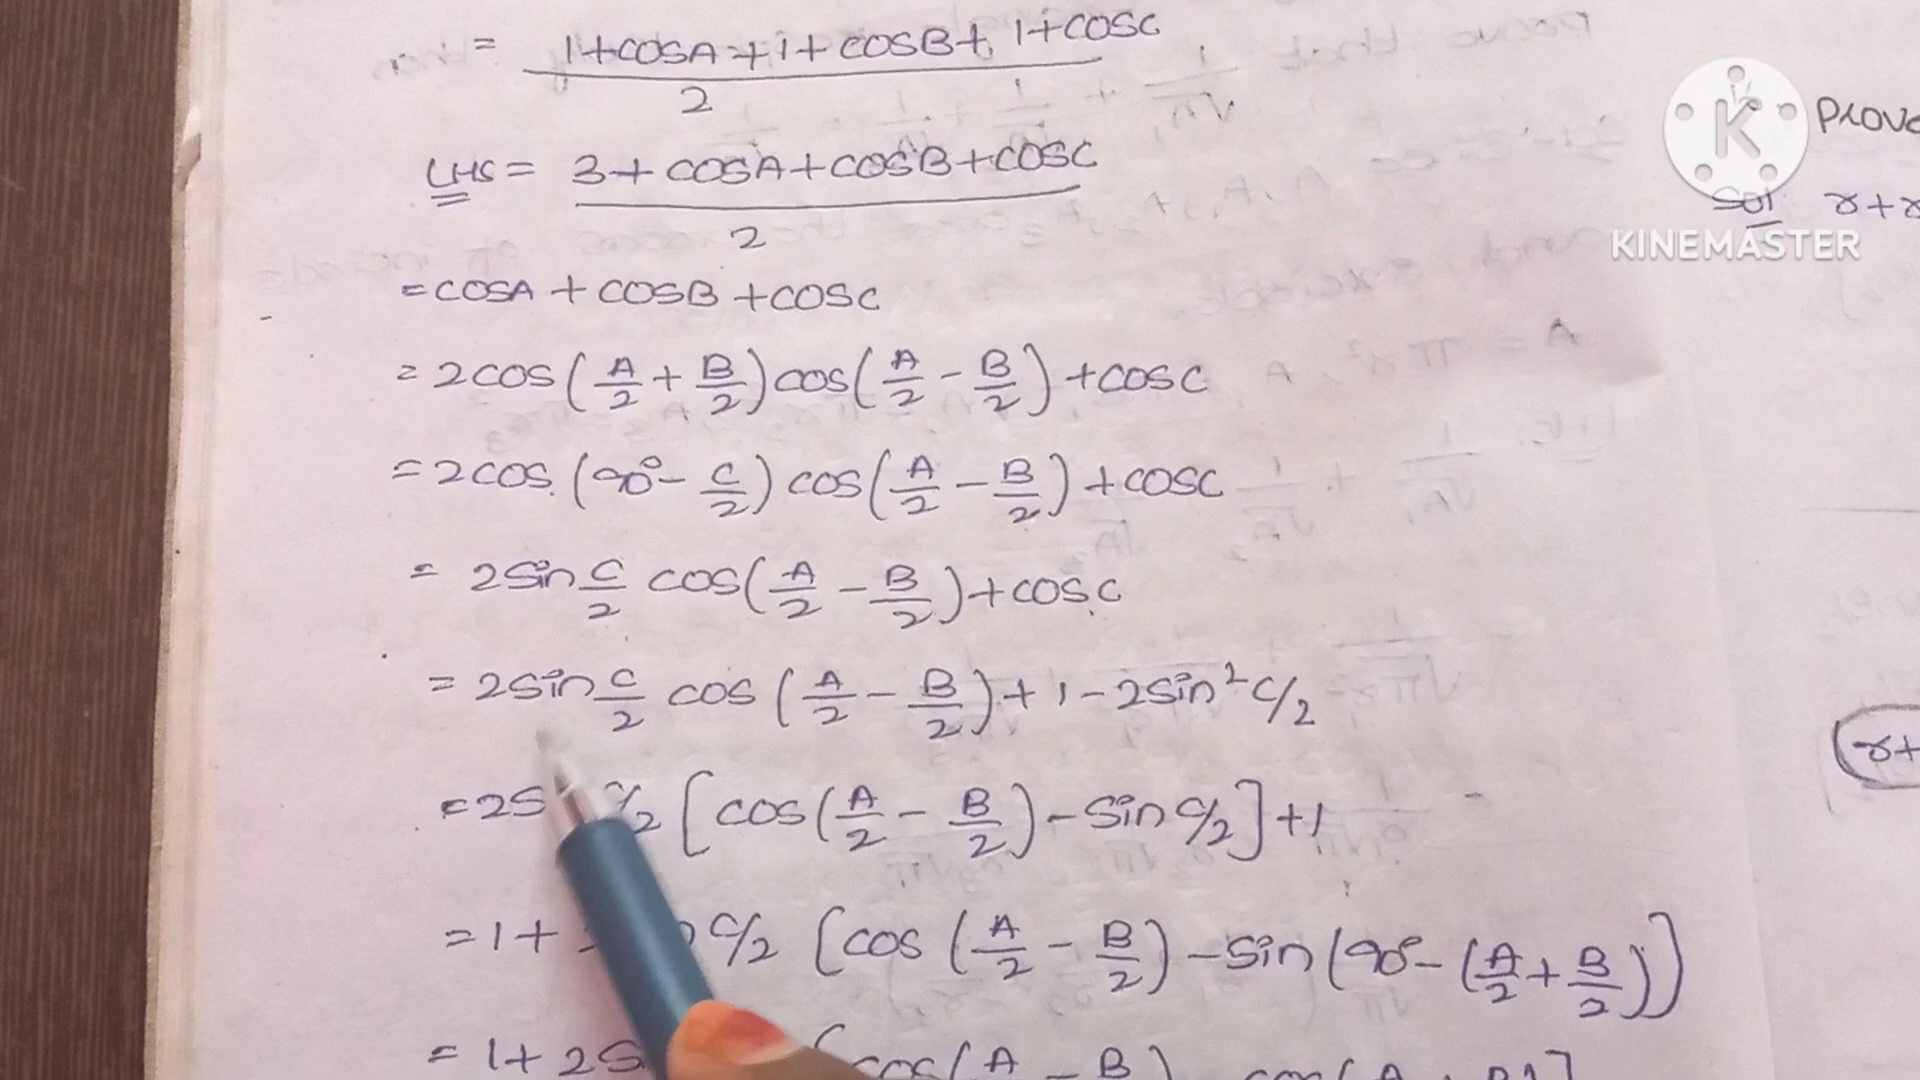 = (1+cosA+1+cosB+1+cosC)/2
LHS = (3+cosA+cosB+cosC)/2
= cosA + cosB + cosC
= 2cos(A/2 + B/2)cos(A/2 - B/2) + cosC
= 2cos.(90° - C/2) cos(A/2 - B/2) + cosC
= 2sin C/2 cos(A/2 - B/2) + cosC
= 2sin C/2 cos(A/2 - B/2) + 1 - 2sin² C/2
= 2S C/2 [cos(A/2 - B/2) - sin C/2] + 1
= 1 + C/2 [cos(A/2 - B/2) - sin(90° - (A/2 + B/2))]
= 1 + 2S cos(A - B)
Prove
Sol r+r
r+
K
KINEMASTER